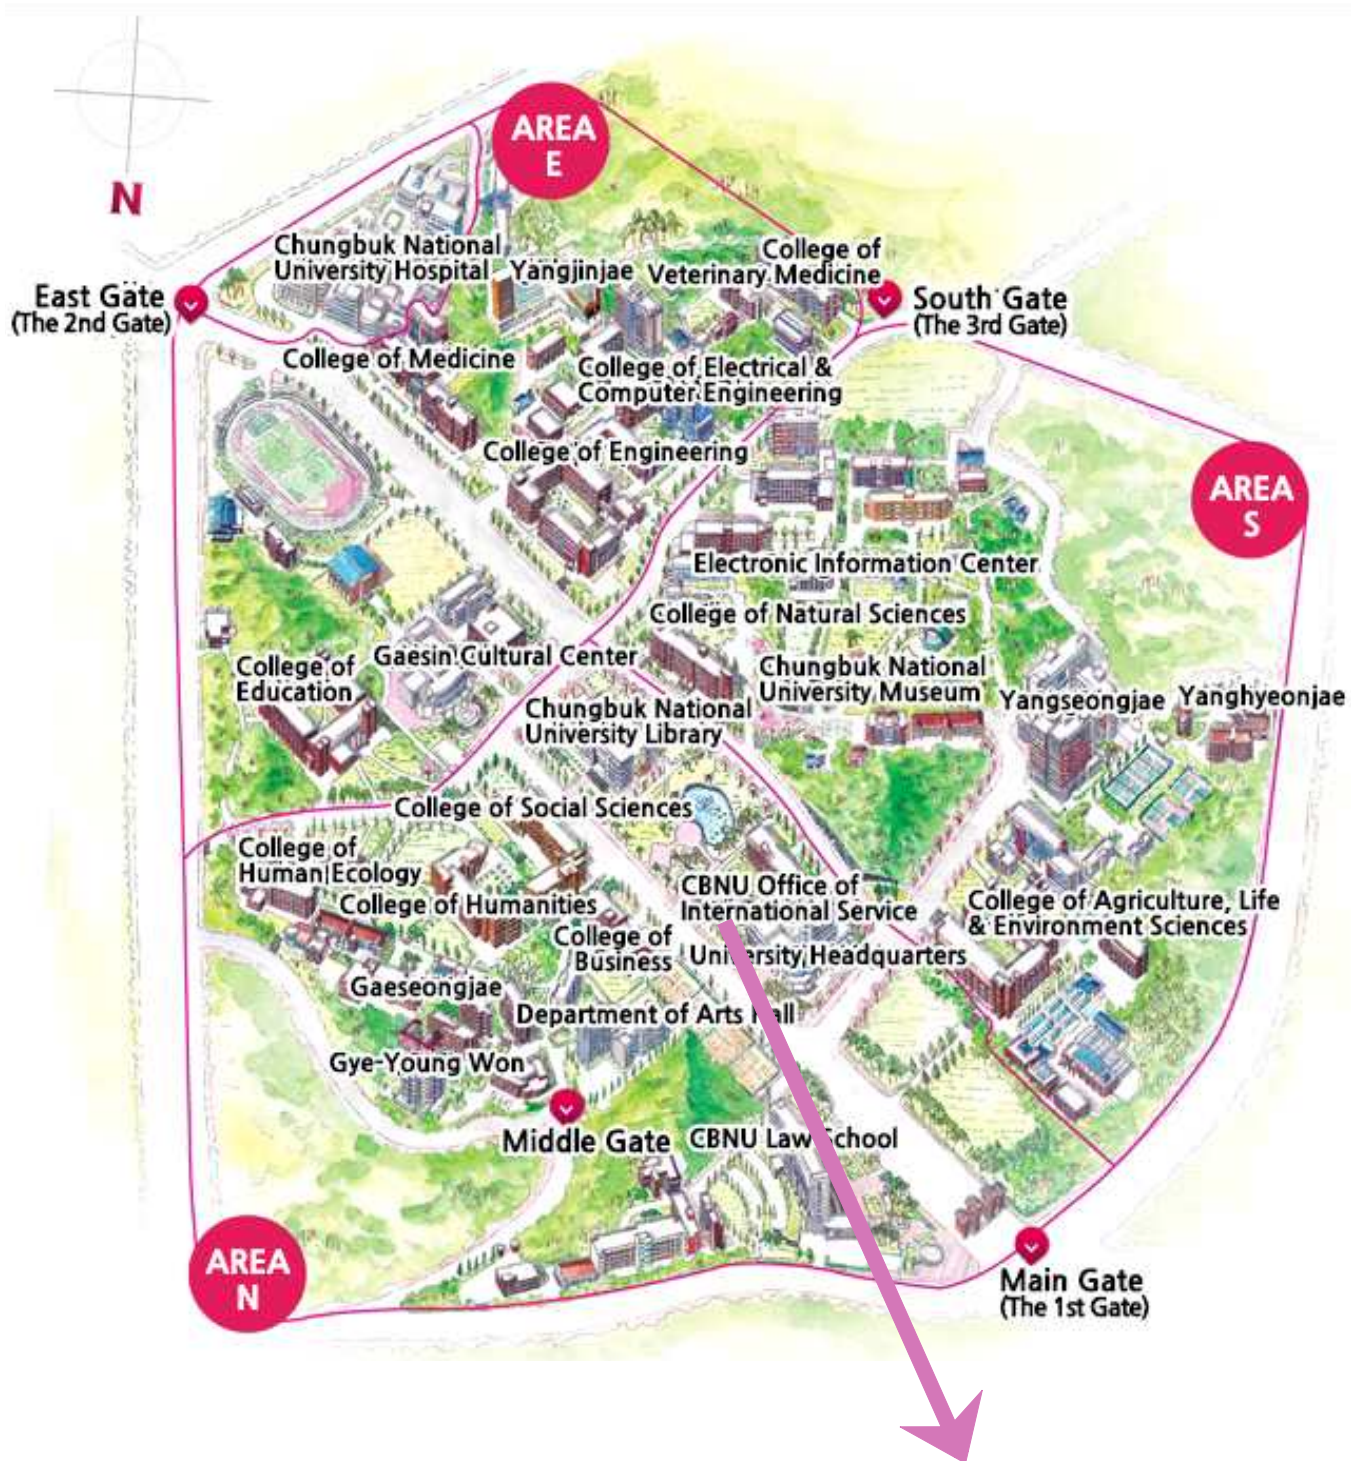 AREA
E
N
Chungbuk National
University Hospital
Yangjinjae
College of
Veterinary Medicine
East Gate
(The 2nd Gate)
South Gate
(The 3rd Gate)
College of Medicine
College of Electrical &
Computer Engineering
College of Engineering
AREA
S
Electronic Information Center
College of Natural Sciences
Gaesin Cultural Center
College of
Education
Chungbuk National
University Museum
Yangseongjae
Yanghyeonjae
Chungbuk National
University Library
College of Social Sciences
College of
Human Ecology
College of Humanities
CBNU Office of
International Service
College of Agriculture, Life
& Environment Sciences
College of
Business
University Headquarters
Gaeseongjae
Department of Arts Hall
Gye-Young Won
Middle Gate
CBNU Law School
AREA
N
Main Gate
(The 1st Gate)